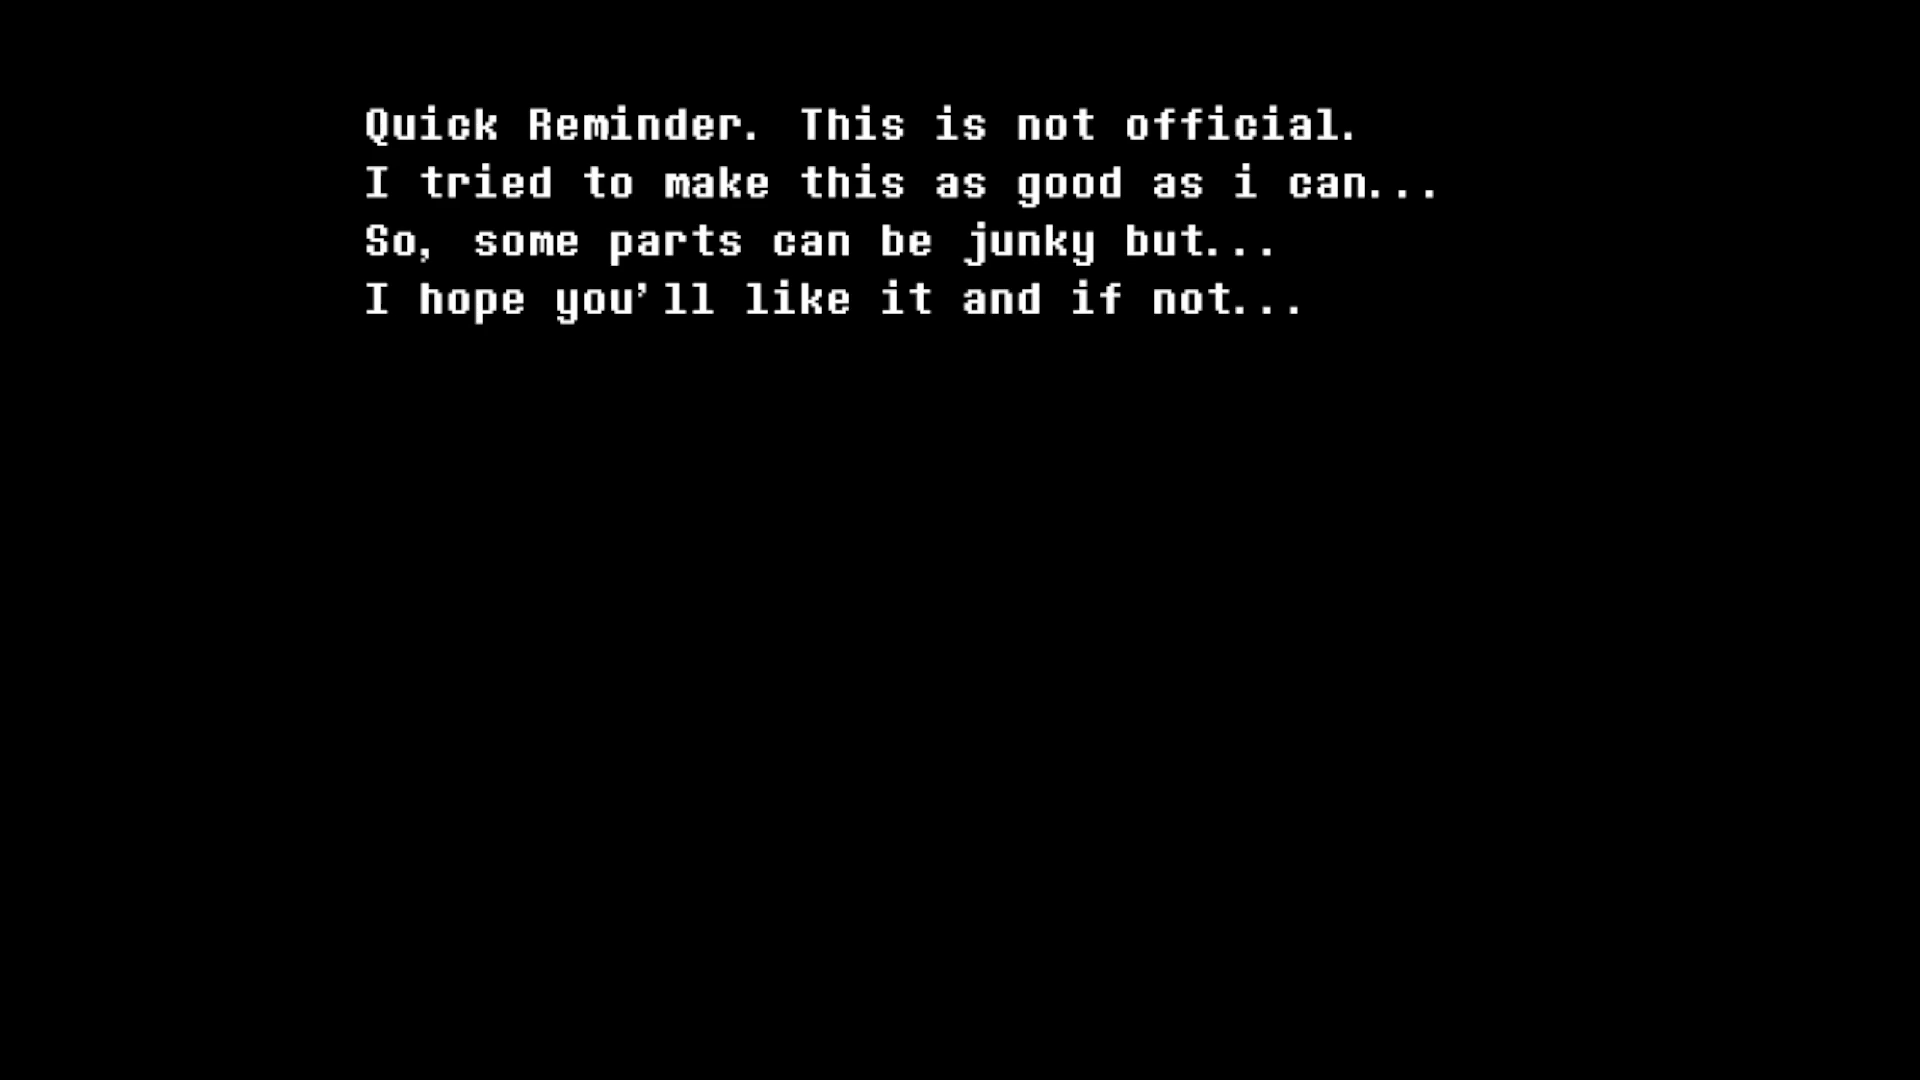 Quick Reminder. This is not official.
I tried to make this as good as i can...
So, some parts can be junky but...
I hope you'll like it and if not...